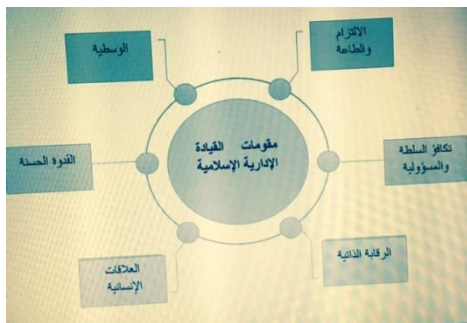 مقومات القيادة
الإدارية الإسلامية
الالتزام
والطاعة
تكافؤ السلطة
والمسؤولية
الرقابة الذاتية
العلاقات
الإنسانية
القدوة الحسنة
الوسطية